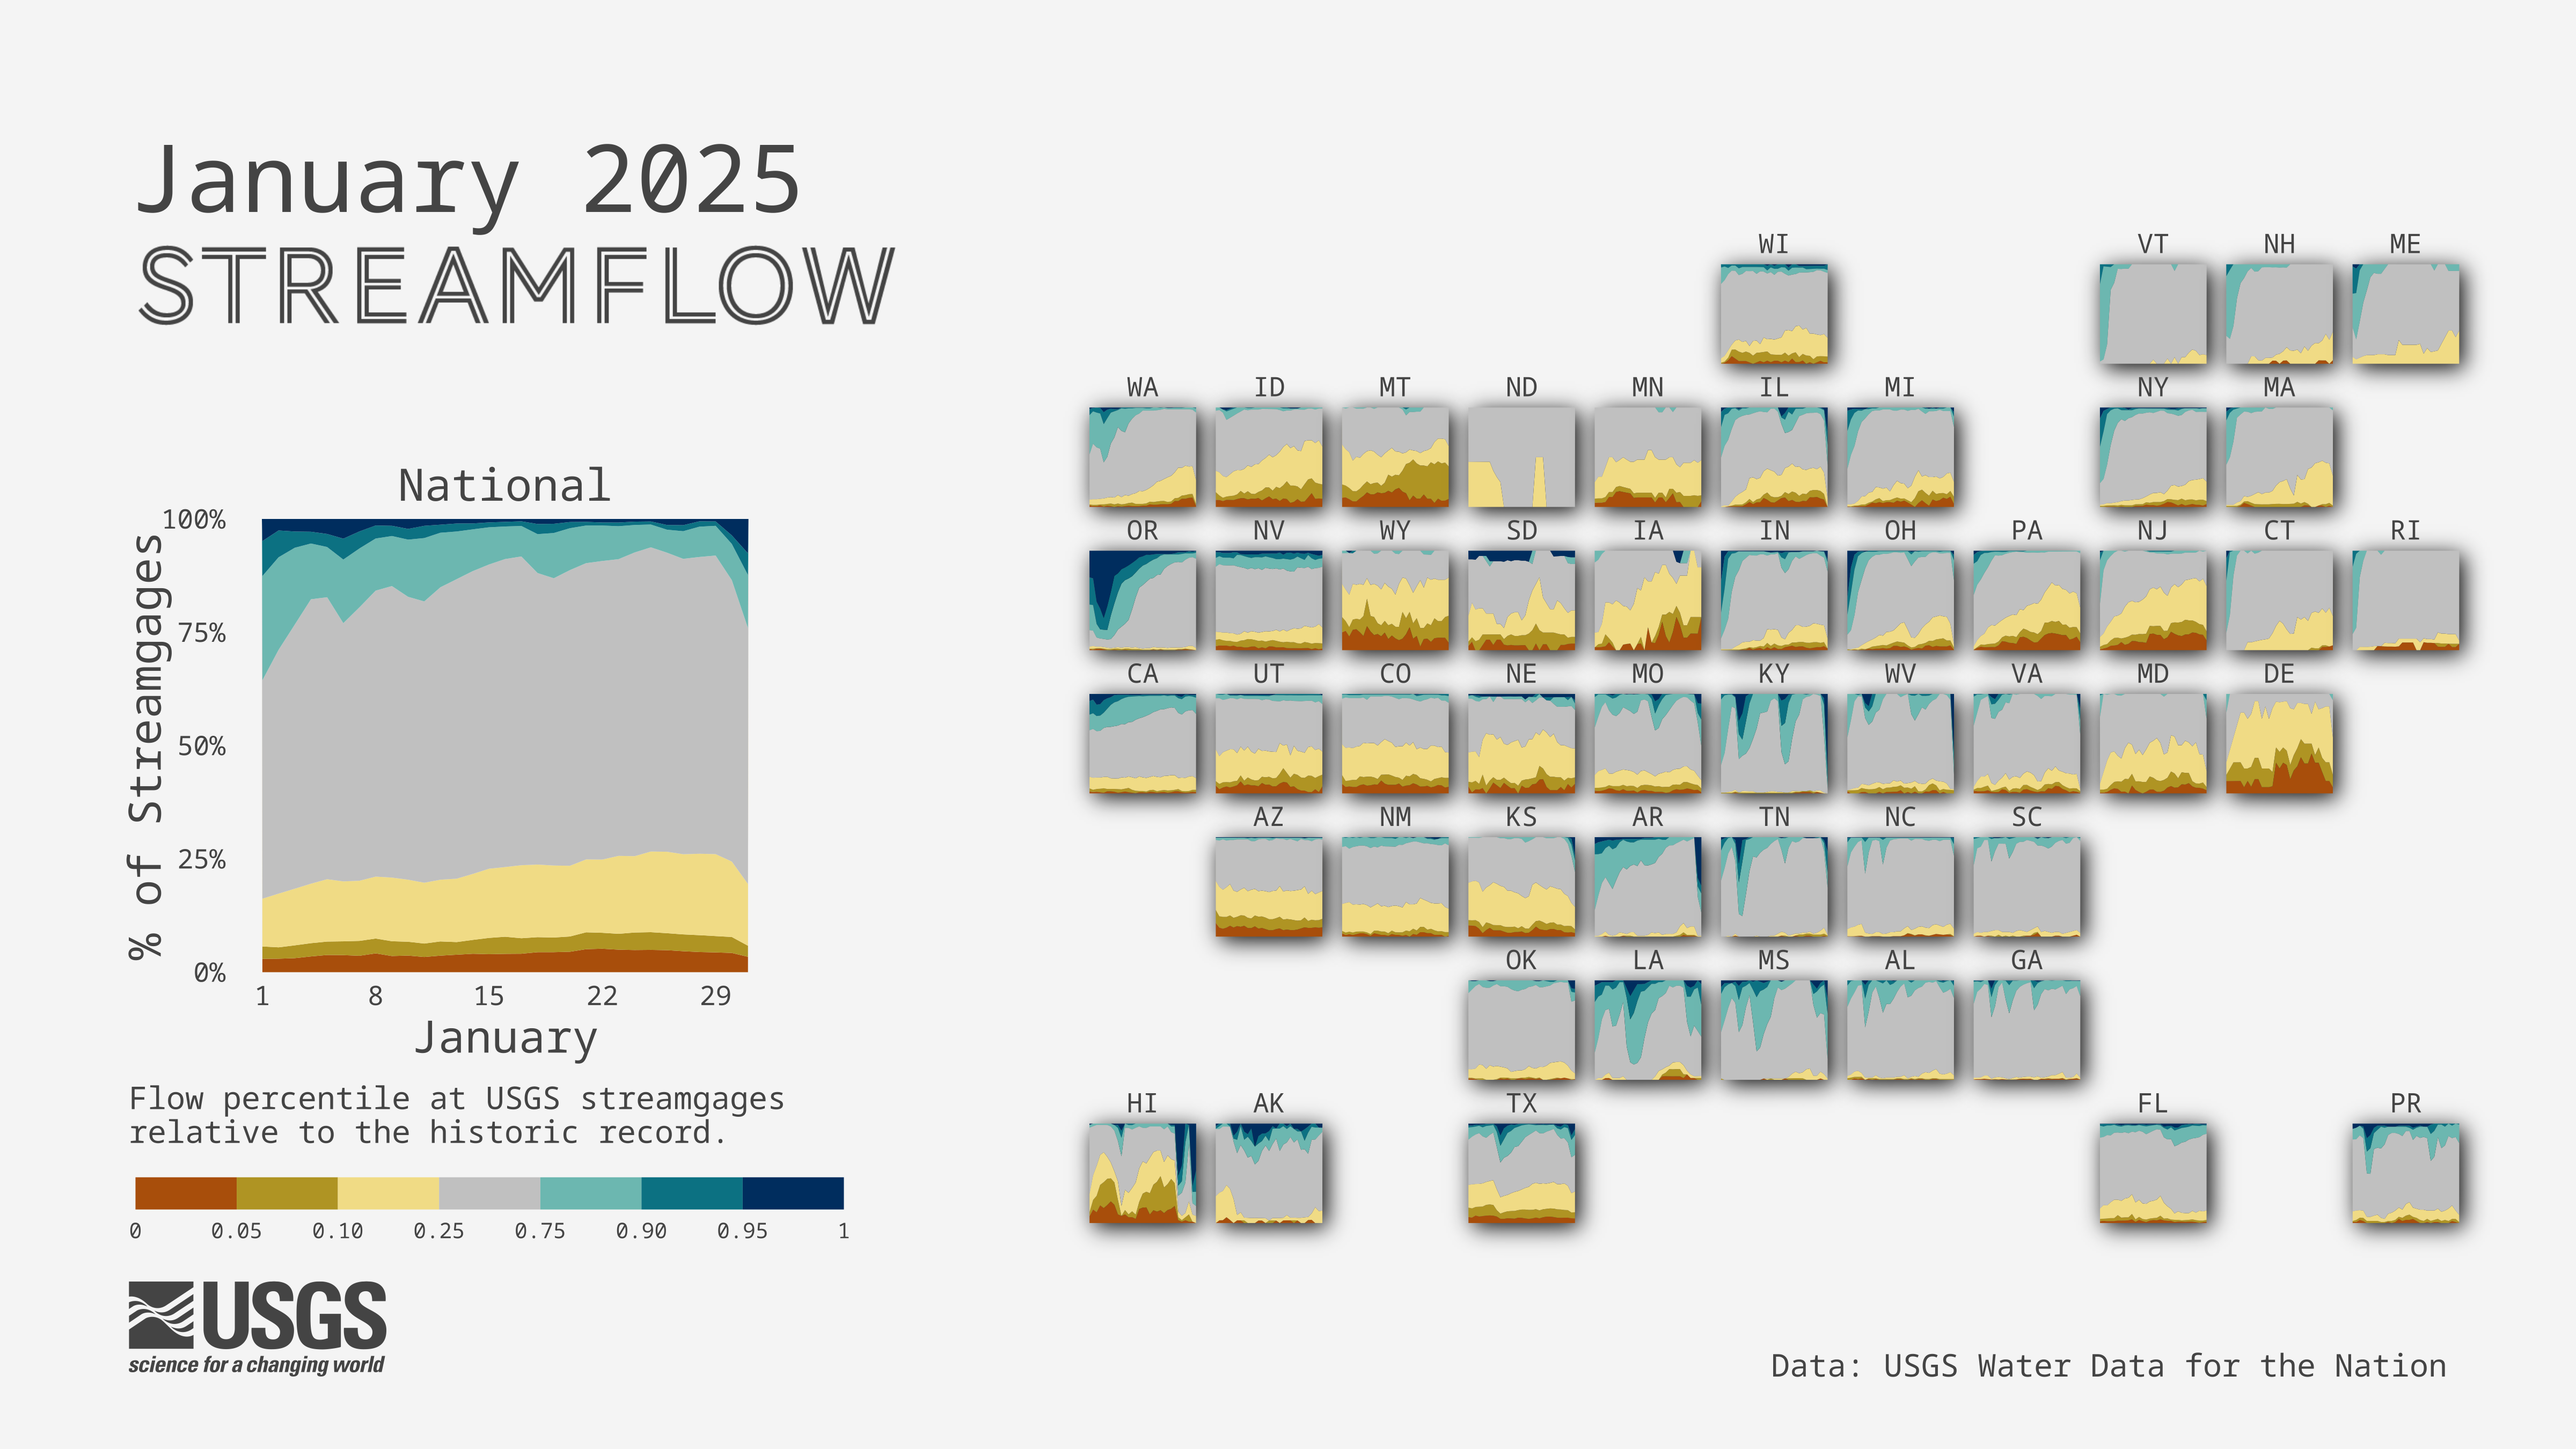 January 2025
STREAMFLOW
National
% of Streamgages
100%
75%
50%
25%
0%
1 8 15 22 29
January
Flow percentile at USGS streamgages
relative to the historic record.
0 0.05 0.10 0.25 0.75 0.90 0.95 1
USGS
science for a changing world
WI VT NH ME
WA ID MT ND MN IL MI NY MA
OR NV WY SD IA IN OH PA NJ CT RI
CA UT CO NE MO KY WV VA MD DE
AZ NM KS AR TN NC SC
OK LA MS AL GA
HI AK TX FL PR
Data: USGS Water Data for the Nation